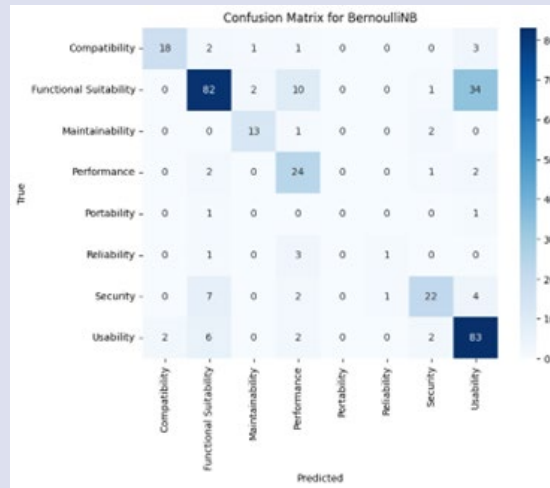 Confusion Matrix for BernoulliNB
Compatibility 18 2 1 1 0 0 0 3
Functional Suitability 0 82 2 10 0 0 1 34
Maintainability 0 0 13 1 0 0 2 0
Performance 0 2 0 24 0 0 1 2
Portability 0 1 0 0 0 0 0 1
Reliability 0 1 0 3 0 1 0 0
Security 0 7 0 2 0 1 22 4
Usability 2 6 0 2 0 0 2 83
True
Compatibility
Functional Suitability
Maintainability
Performance
Portability
Reliability
Security
Usability
Predicted